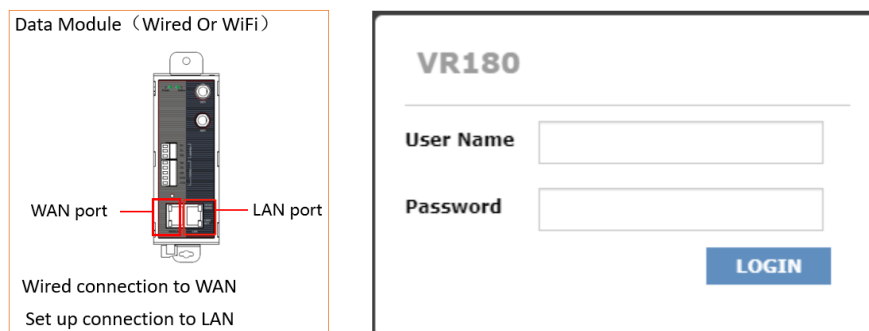 Data Module（Wired Or WiFi）
WAN port
LAN port
Wired connection to WAN
Set up connection to LAN
VR180
User Name
Password
LOGIN